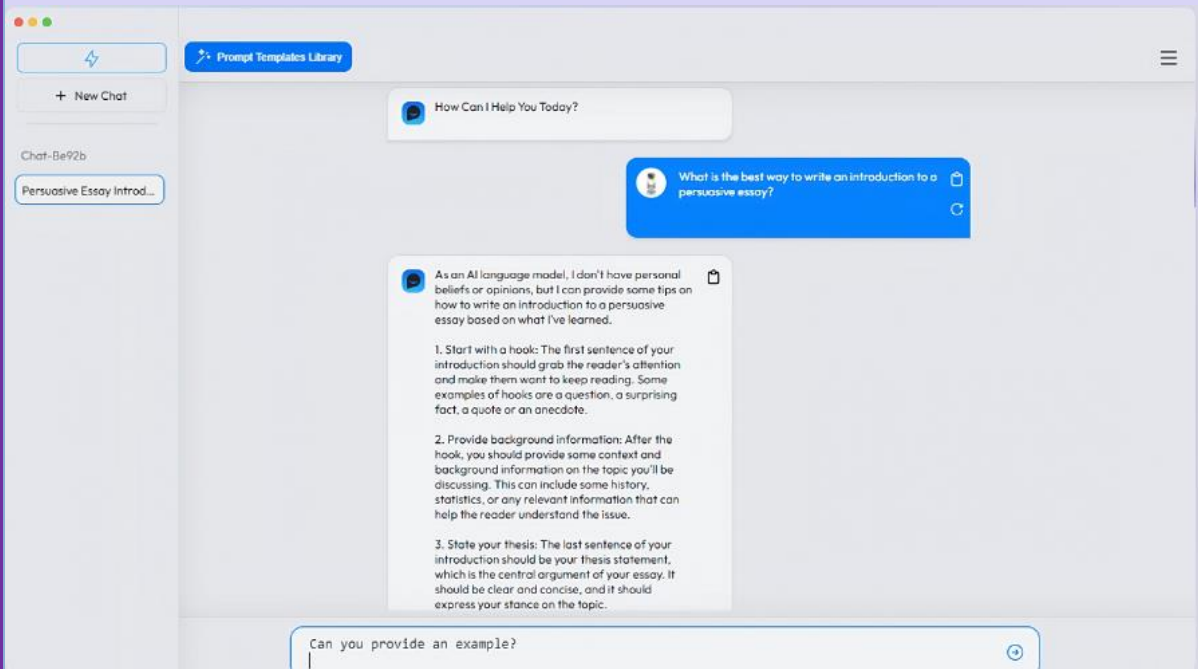 Prompt Templates Library
+ New Chat
Chat-Be92b
Persuasive Essay Introd...
How Can I Help You Today?
What is the best way to write an introduction to a
persuasive essay?
As an AI language model, I don't have personal
beliefs or opinions, but I can provide some tips on
how to write an introduction to a persuasive
essay based on what I've learned.
1. Start with a hook: The first sentence of your
introduction should grab the reader's attention
and make them want to keep reading. Some
examples of hooks are a question, a surprising
fact, a quote or an anecdote.
2. Provide background information: After the
hook, you should provide some context and
background information on the topic you'll be
discussing. This can include some history,
statistics, or any relevant information that can
help the reader understand the issue.
3. State your thesis: The last sentence of your
introduction should be your thesis statement,
which is the central argument of your essay. It
should be clear and concise, and it should
express your stance on the topic.
Can you provide an example?